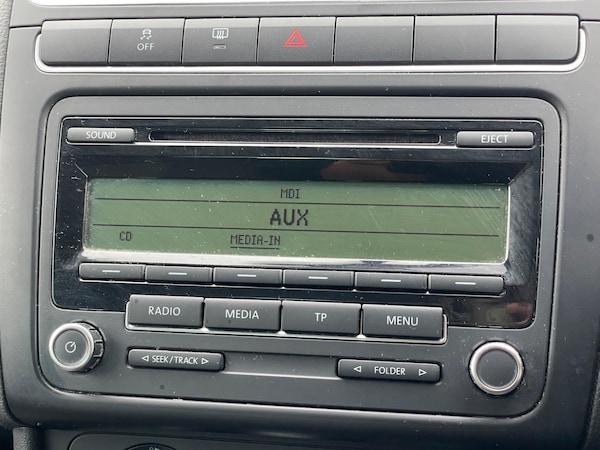 OFF
SOUND
EJECT
MDI
AUX
CD MEDIA-IN
RADIO MEDIA TP MENU
SEEK/TRACK FOLDER